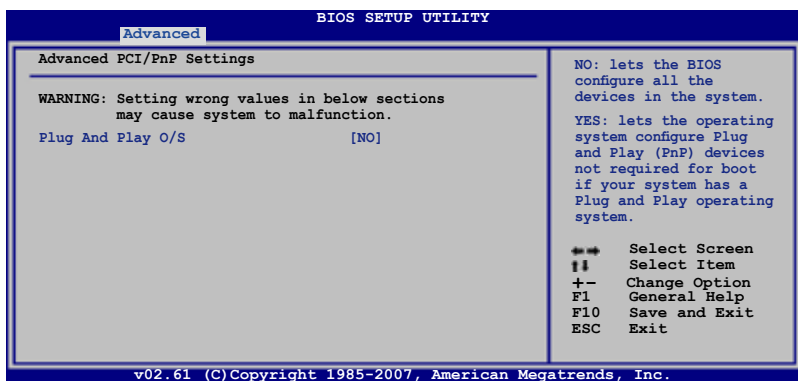 BIOS SETUP UTILITY
Advanced
Advanced PCI/PnP Settings
WARNING: Setting wrong values in below sections
may cause system to malfunction.
Plug And Play O/S [NO]
NO: lets the BIOS
configure all the
devices in the system.
YES: lets the operating
system configure Plug
and Play (PnP) devices
not required for boot
if your system has a
Plug and Play operating
system.
←→ Select Screen
↑↓ Select Item
+- Change Option
F1 General Help
F10 Save and Exit
ESC Exit
v02.61 (C)Copyright 1985-2007, American Megatrends, Inc.